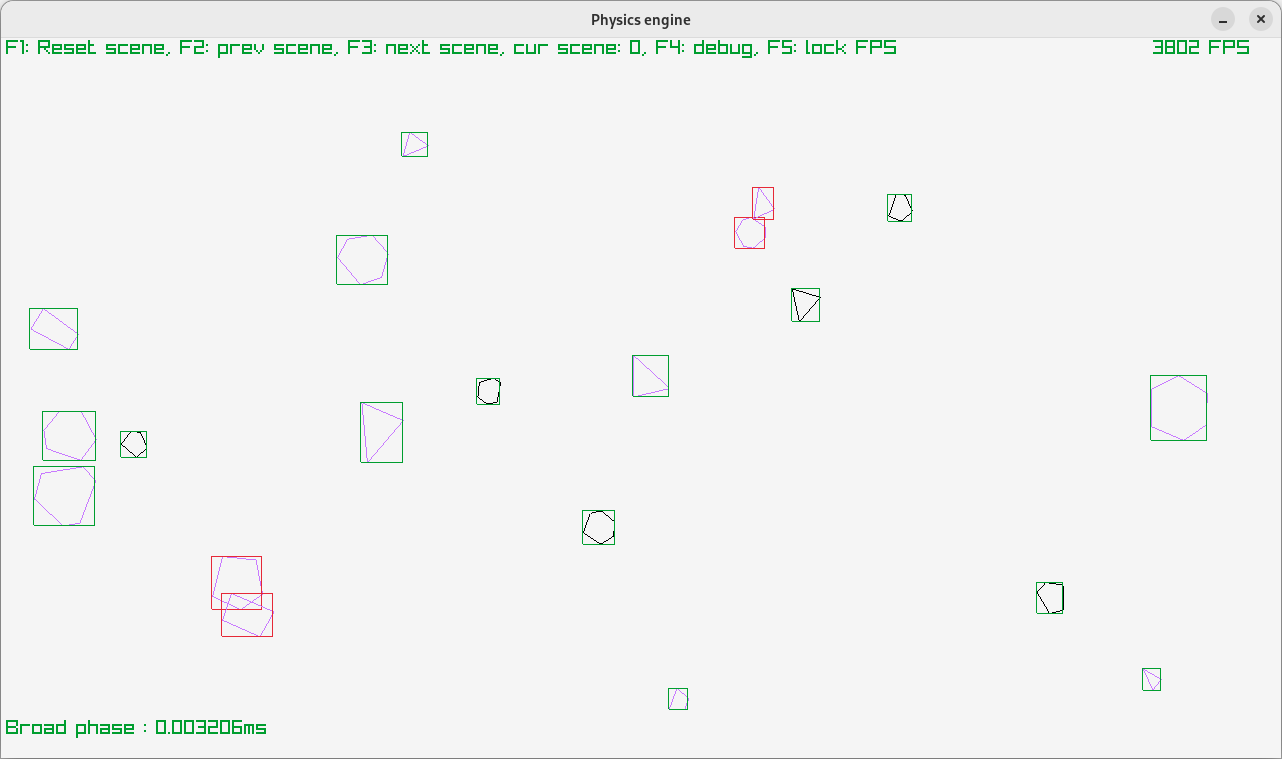 Physics engine
F1: Reset scene, F2: prev scene, F3: next scene, cur scene: 0, F4: debug, F5: lock FPS 3802 FPS
Broad phase : 0.003206ms